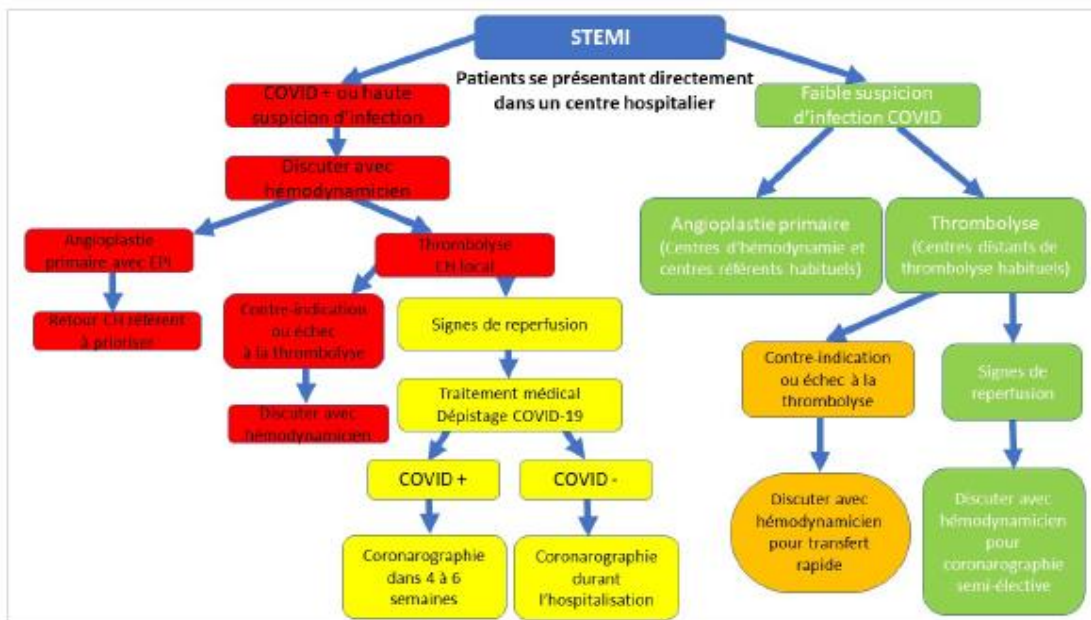 STEMI
Patients se présentant directement
dans un centre hospitalier
COVID + ou haute
suspicion d'infection
Faible suspicion
d'infection COVID
Discuter avec
hémodynamicien
Angioplastie
primaire avec EPI
Thrombolyse
CH local
Angioplastie primaire
(Centres d'hémodynamie et
centres référents habituels)
Thrombolyse
(Centres distants de
thrombolyse habituels)
Retour CH référent
à prioriser
Contre-indication
ou échec
à la thrombolyse
Signes de reperfusion
Contre-indication
ou échec à la
thrombolyse
Signes de
reperfusion
Discuter avec
hémodynamicien
Traitement médical
Dépistage COVID-19
COVID +
COVID -
Coronarographie
dans 4 à 6
semaines
Coronarographie
durant
l'hospitalisation
Discuter avec
hémodynamicien
pour transfert
rapide
Discuter avec
hémodynamicien
pour
coronarographie
semi-élective